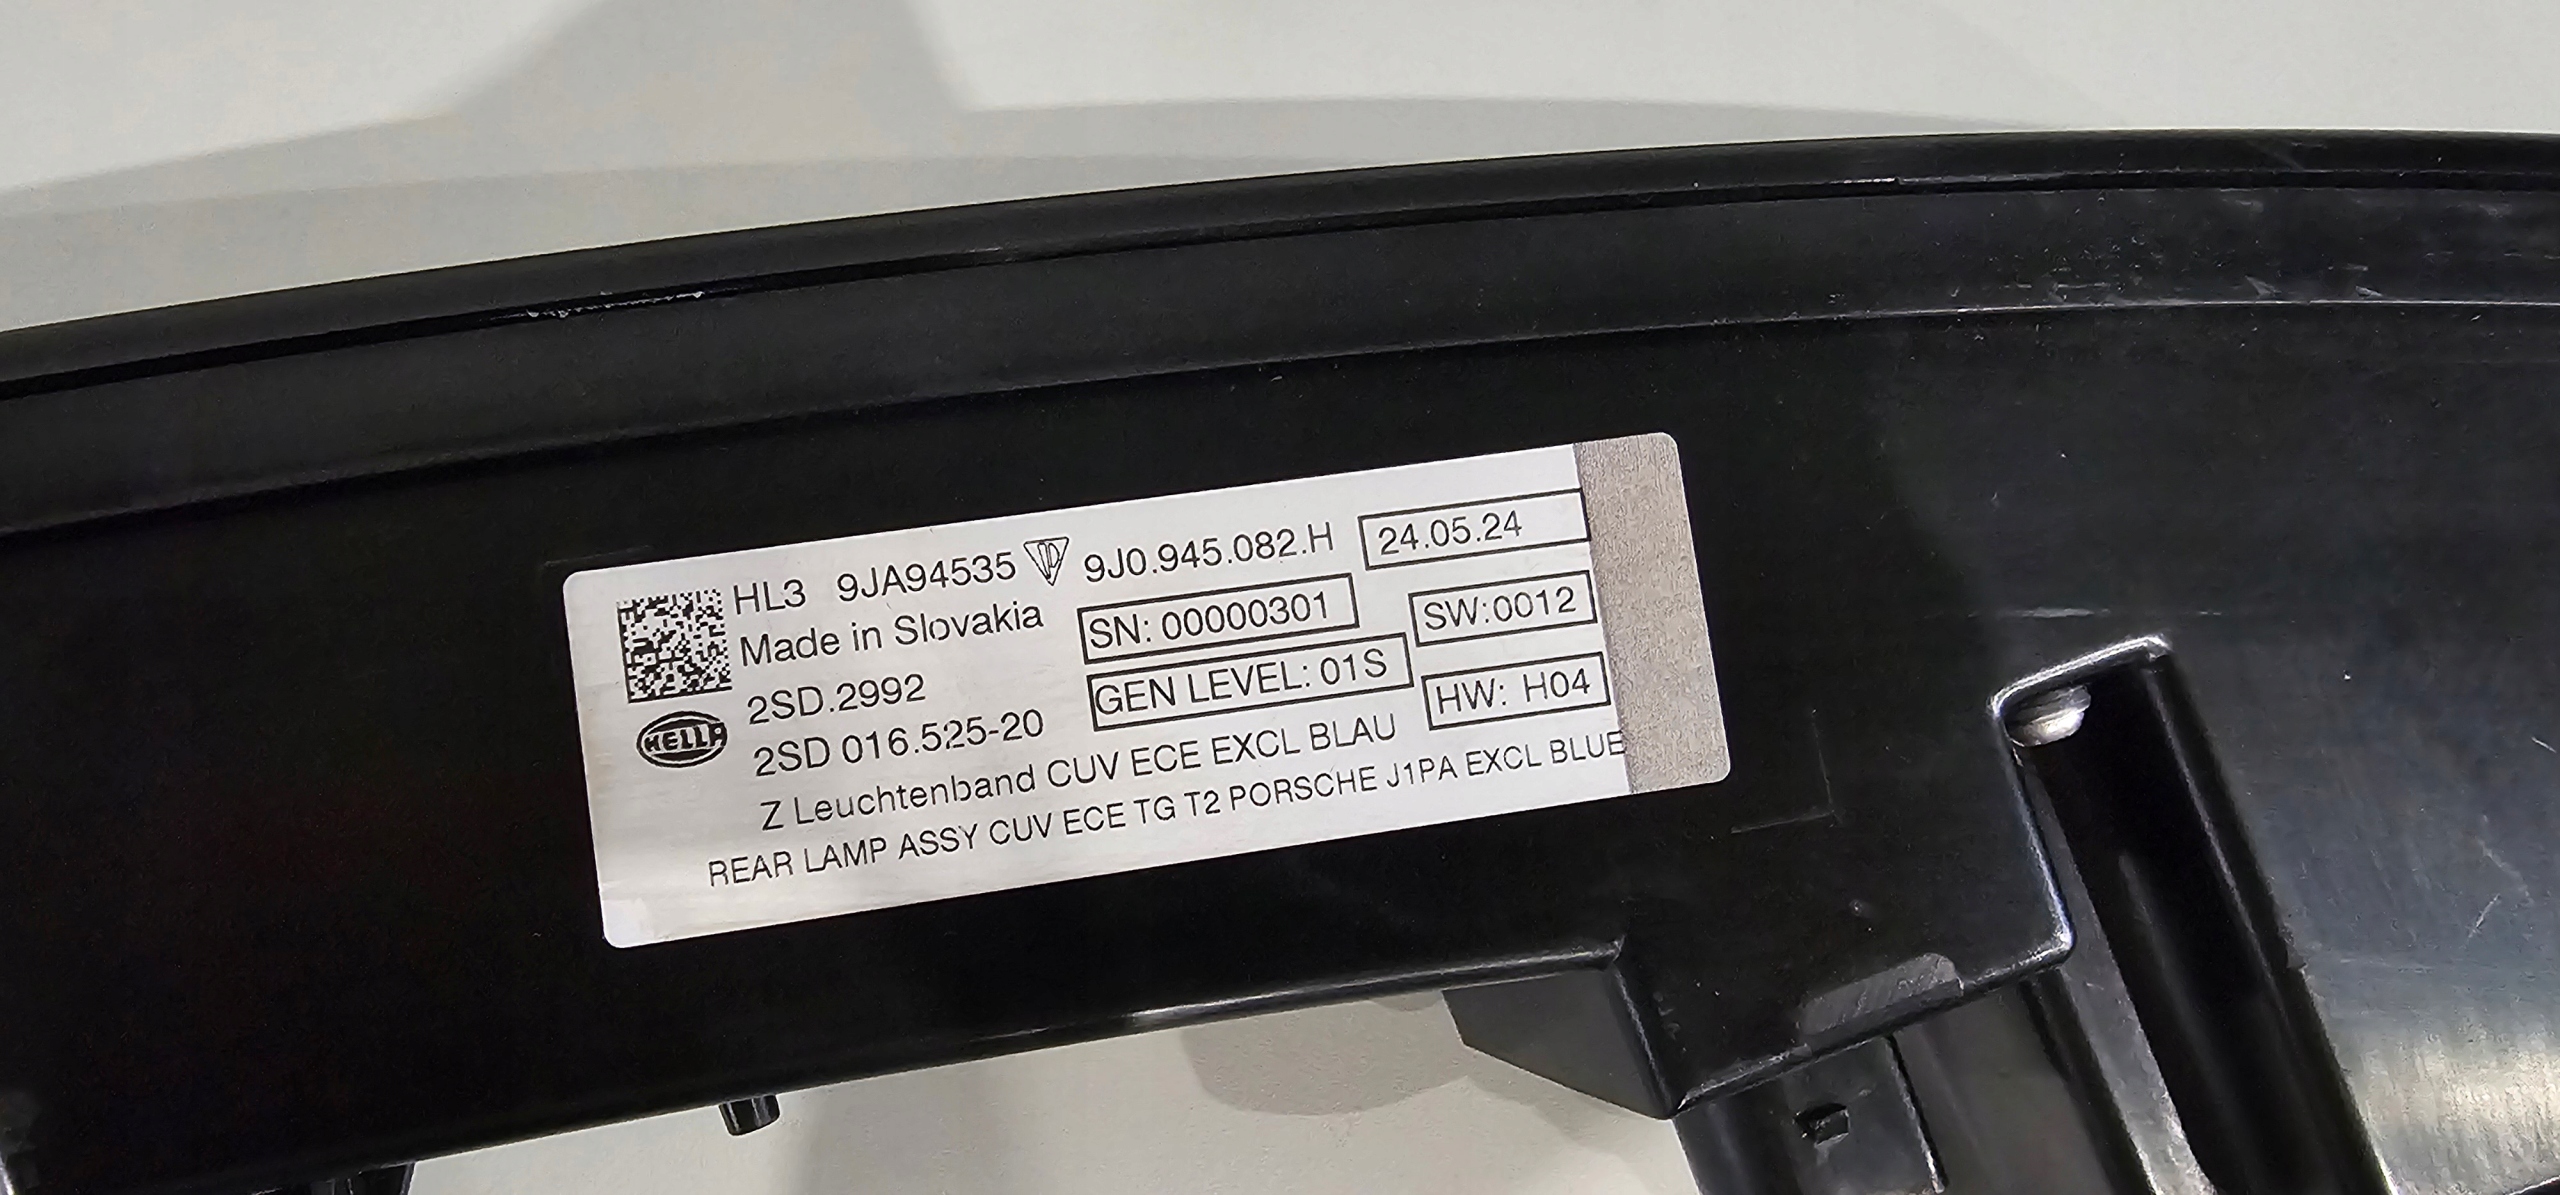 HL3 9JA94535 9J0.945.082.H 24.05.24
Made in Slovakia SN: 00000301 SW:0012
2SD.2992 GEN LEVEL: 01S HW: H04
HELLA 2SD 016.525-20
Z Leuchtenband CUV ECE EXCL BLAU
REAR LAMP ASSY CUV ECE TG T2 PORSCHE J1PA EXCL BLUE